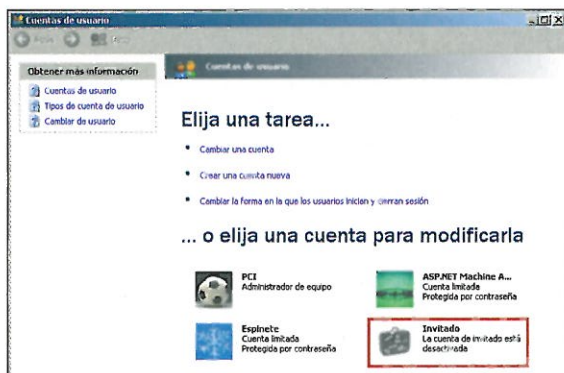 Cuentas de usuario
Atrás
Obtener más información
Cuentas de usuario
Tipos de cuenta de usuario
Cambiar de usuario
Cuentas de usuario
Elija una tarea...
Cambiar una cuenta
Crear una cuenta nueva
Cambiar la forma en la que los usuarios inician y cierran sesión
... o elija una cuenta para modificarla
PCI
Administrador de equipo
ASP.NET Machine A...
Cuenta limitada
Protegida por contraseña
Espinete
Cuenta limitada
Protegida por contraseña
Invitado
La cuenta de invitado está
desactivada